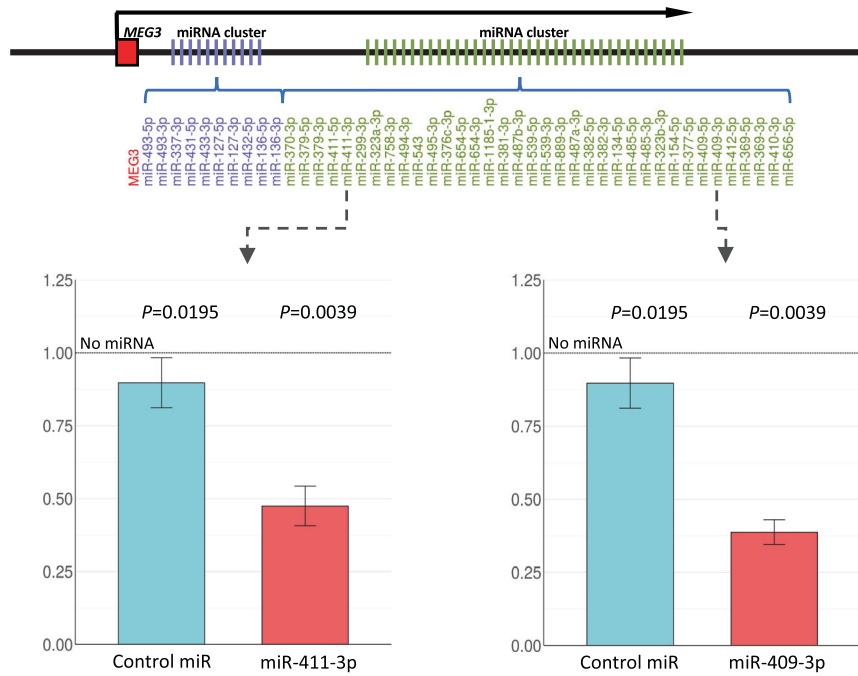 MEG3
miRNA cluster
miRNA cluster
MEG3
miR-493-5p
miR-493-3p
miR-337-3p
miR-431-5p
miR-433-3p
miR-127-5p
miR-127-3p
miR-432-5p
miR-136-5p
miR-136-3p
miR-370-3p
miR-379-5p
miR-379-3p
miR-411-5p
miR-411-3p
miR-299-3p
miR-323a-3p
miR-758-3p
miR-494-3p
miR-543
miR-495-3p
miR-376c-3p
miR-654-5p
miR-654-3p
miR-1185-1-3p
miR-381-3p
miR-487b-3p
miR-539-5p
miR-539-3p
miR-889-3p
miR-487a-3p
miR-382-5p
miR-382-3p
miR-134-5p
miR-485-5p
miR-485-3p
miR-323b-3p
miR-154-5p
miR-377-5p
miR-409-5p
miR-409-3p
miR-412-5p
miR-369-5p
miR-369-3p
miR-410-3p
miR-656-5p
1.25
P=0.0195 P=0.0039
No miRNA
1.00
0.75
0.50
0.25
0.00
Control miR miR-411-3p
1.25
P=0.0195 P=0.0039
No miRNA
1.00
0.75
0.50
0.25
0.00
Control miR miR-409-3p